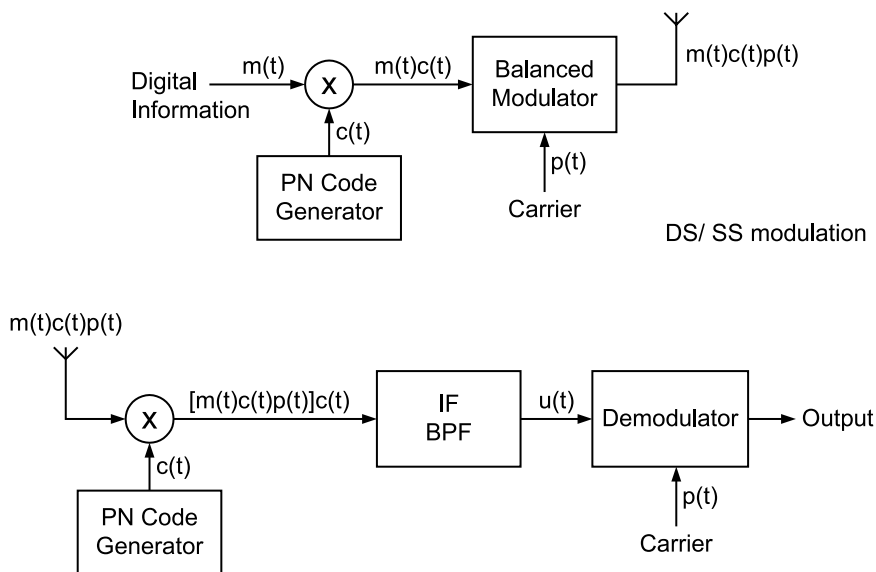 m(t)c(t)p(t)
m(t)
m(t)c(t)
Digital
Information
X
Balanced
Modulator
c(t)
PN Code
Generator
p(t)
Carrier
DS/ SS modulation
m(t)c(t)p(t)
X
[m(t)c(t)p(t)]c(t)
IF
BPF
u(t)
Demodulator
Output
c(t)
PN Code
Generator
p(t)
Carrier